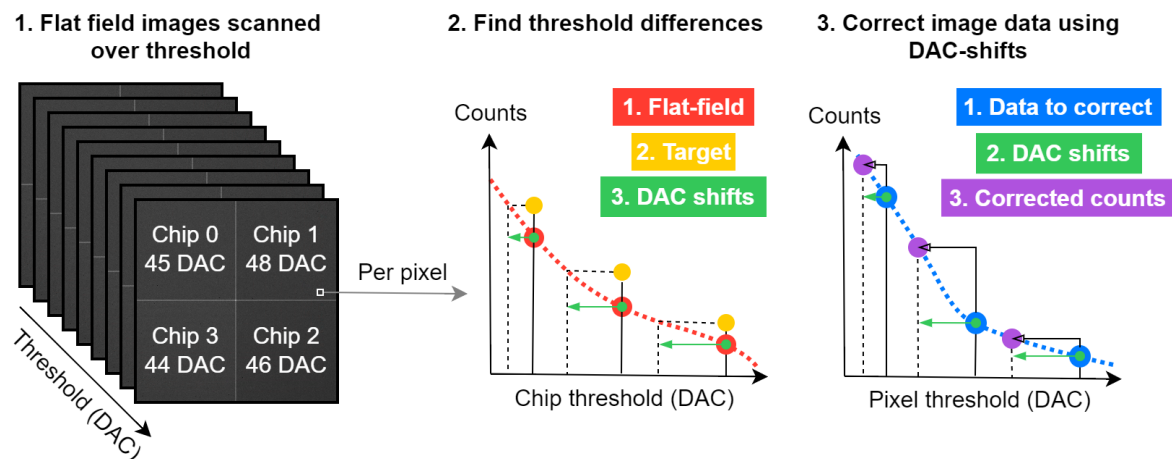 1. Flat field images scanned
over threshold
Chip 0
45 DAC
Chip 1
48 DAC
Chip 3
44 DAC
Chip 2
46 DAC
Threshold (DAC)
Per pixel
2. Find threshold differences
Counts
1. Flat-field
2. Target
3. DAC shifts
Chip threshold (DAC)
3. Correct image data using
DAC-shifts
Counts
1. Data to correct
2. DAC shifts
3. Corrected counts
Pixel threshold (DAC)